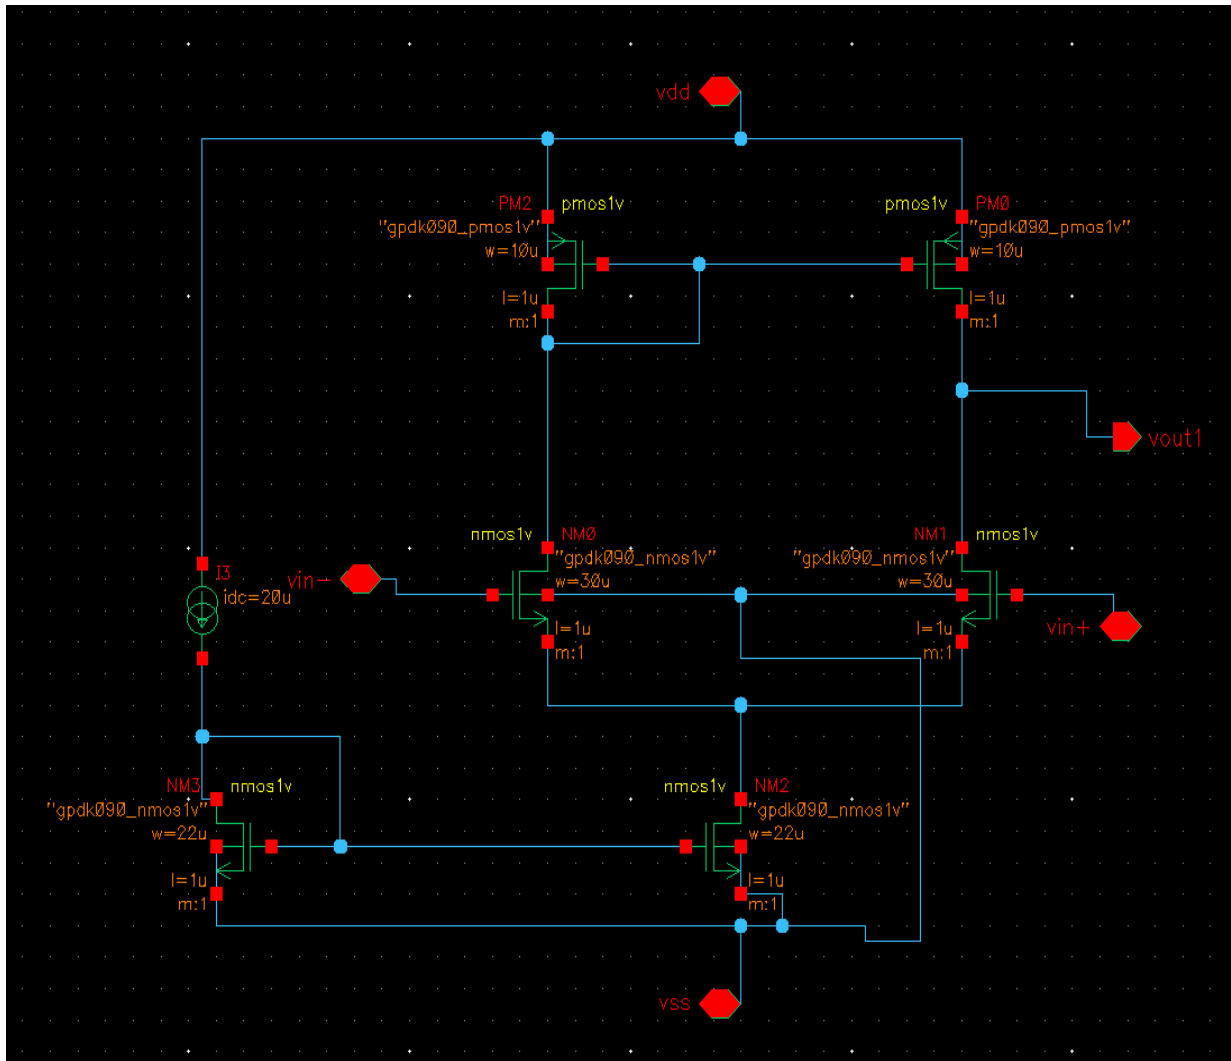 vdd
PM2 pmos1v
"gpdk090_pmos1v"
w=10u
l=1u
m:1
pmos1v PM0
"gpdk090_pmos1v"
w=10u
l=1u
m:1
vout1
nmos1v NM0
"gpdk090_nmos1v"
w=30u
l=1u
m:1
NM1 nmos1v
"gpdk090_nmos1v"
w=30u
l=1u
m:1
I3
idc=20u
vin-
vin+
NM3 nmos1v
"gpdk090_nmos1v"
w=22u
l=1u
m:1
nmos1v NM2
"gpdk090_nmos1v"
w=22u
l=1u
m:1
vss